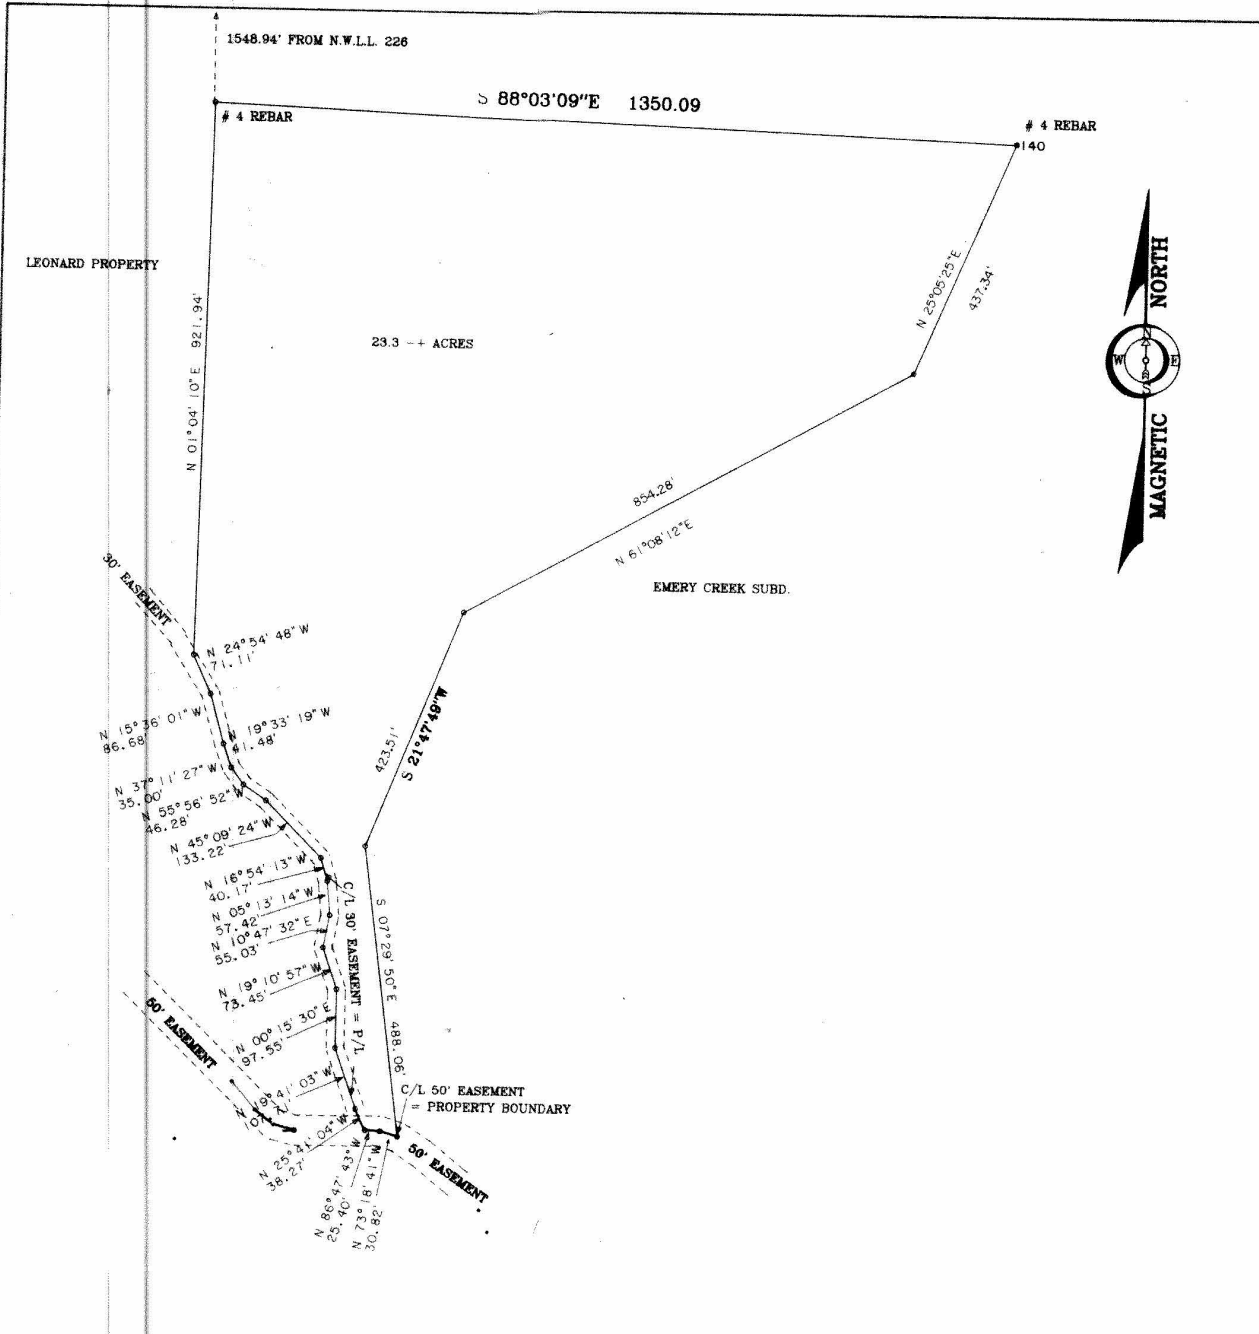 1548.94' FROM N.W.L.L. 226
S 88°03'09"E 1350.09
# 4 REBAR
# 4 REBAR
140
LEONARD PROPERTY
N 01°04'10"E 921.94'
23.3 -+ ACRES
N 25°05'25"E
437.34'
NORTH
N
W
E
S
MAGNETIC
854.28'
N 61°08'12"E
EMERY CREEK SUBD.
30' EASEMENT
N 24°54'48"W
71.11'
N 15°36'01"W
86.68'
N 19°33'19"W
41.48'
423.51'
S 21°47'49"W
N 37°11'27"W
35.00'
N 55°56'52"W
46.28'
N 45°09'24"W
133.22'
N 16°54'13"W
40.17'
N 05°13'14"W
57.42'
N 10°47'32"E
55.03'
C/L 30' EASEMENT = P/L
S 07°29'50"E 488.06'
N 19°10'57"W
73.45'
50' EASEMENT
N 00°15'30"E
97.55'
N 19°41'03"W
107.71'
C/L 50' EASEMENT
= PROPERTY BOUNDARY
N 25°41'04"W
38.27'
50' EASEMENT
N 86°47'43"W
25.40'
N 73°18'41"W
30.82'